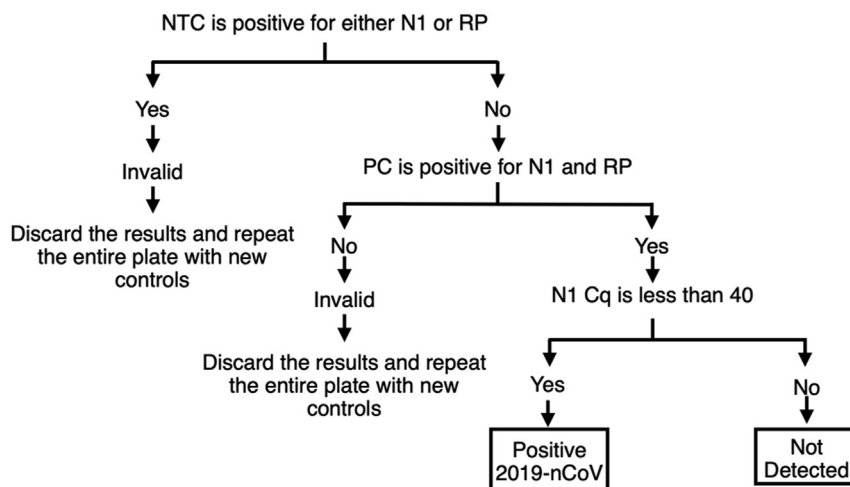 NTC is positive for either N1 or RP
Yes
No
Invalid
PC is positive for N1 and RP
Discard the results and repeat
the entire plate with new
controls
No
Yes
Invalid
N1 Cq is less than 40
Discard the results and repeat
the entire plate with new
controls
Yes
No
Positive
2019-nCoV
Not
Detected